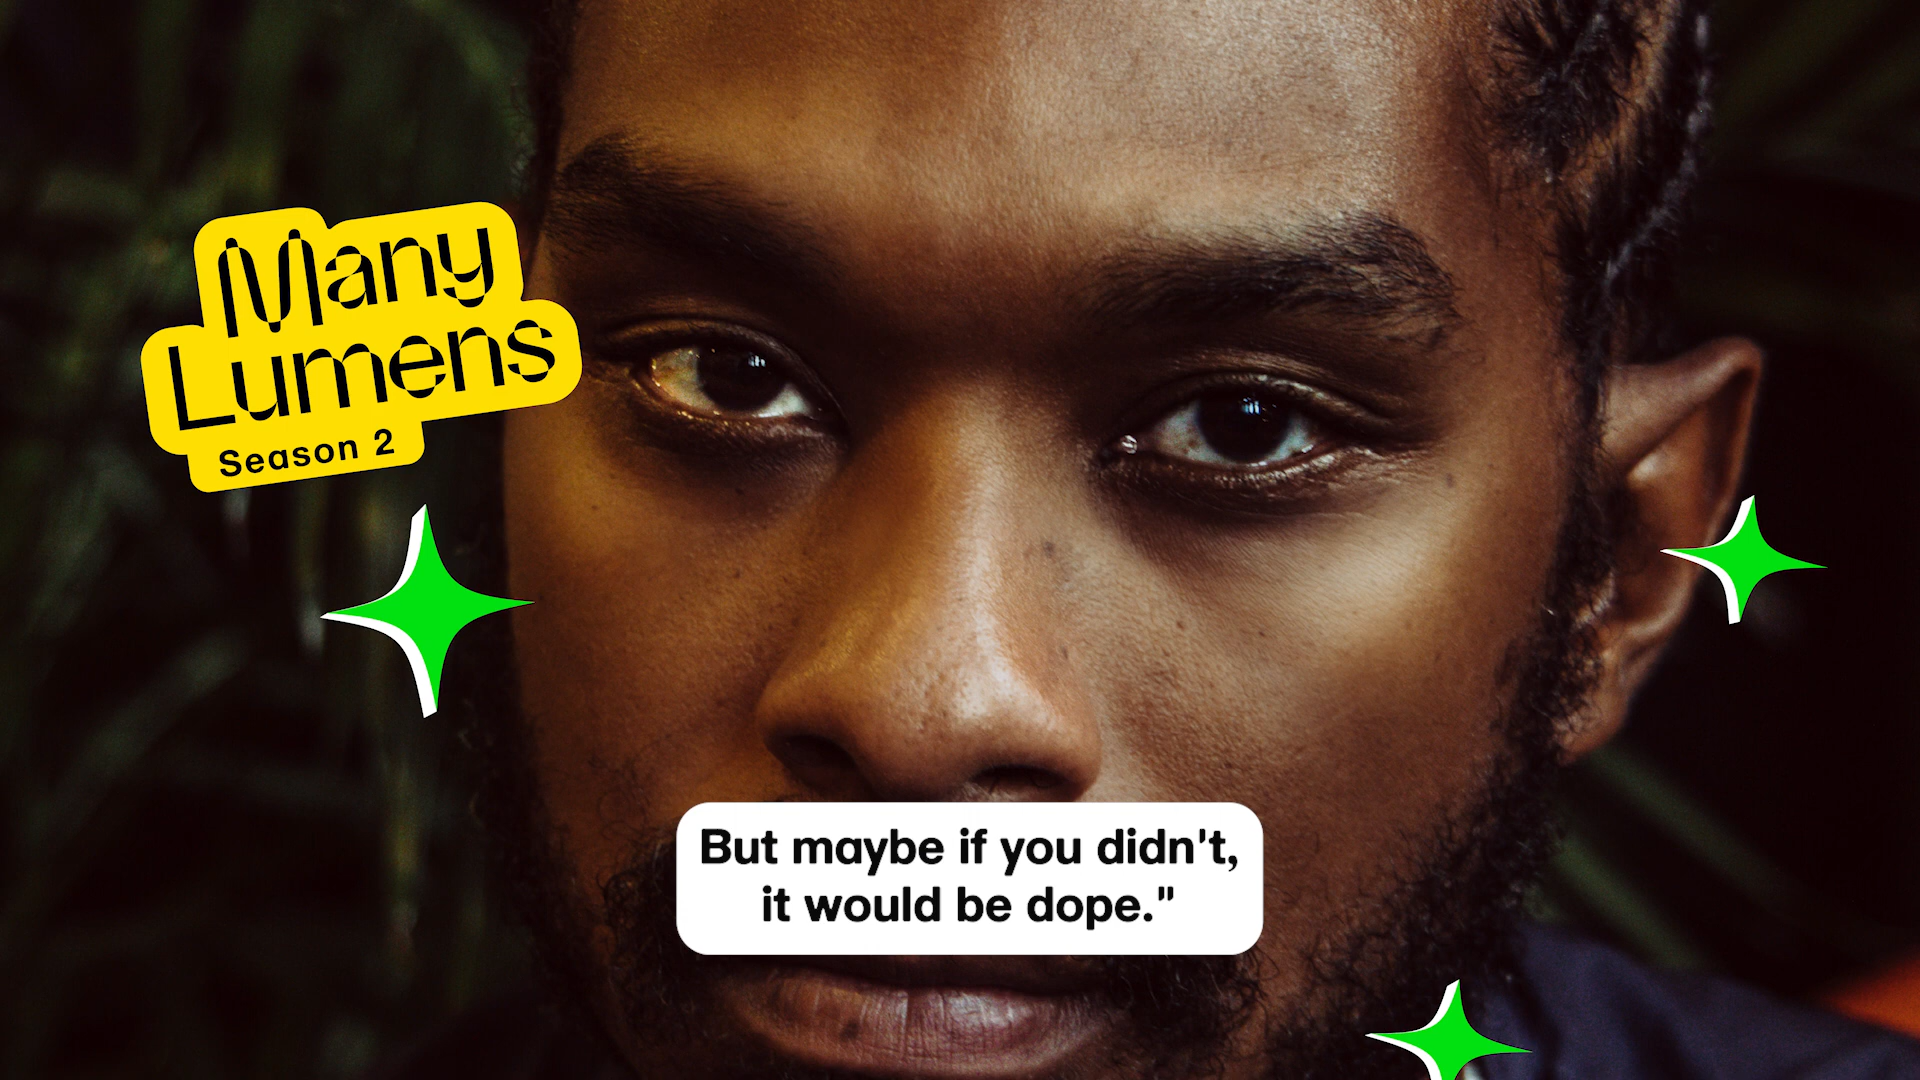 Many
Lumens
Season 2
But maybe if you didn't,
it would be dope."